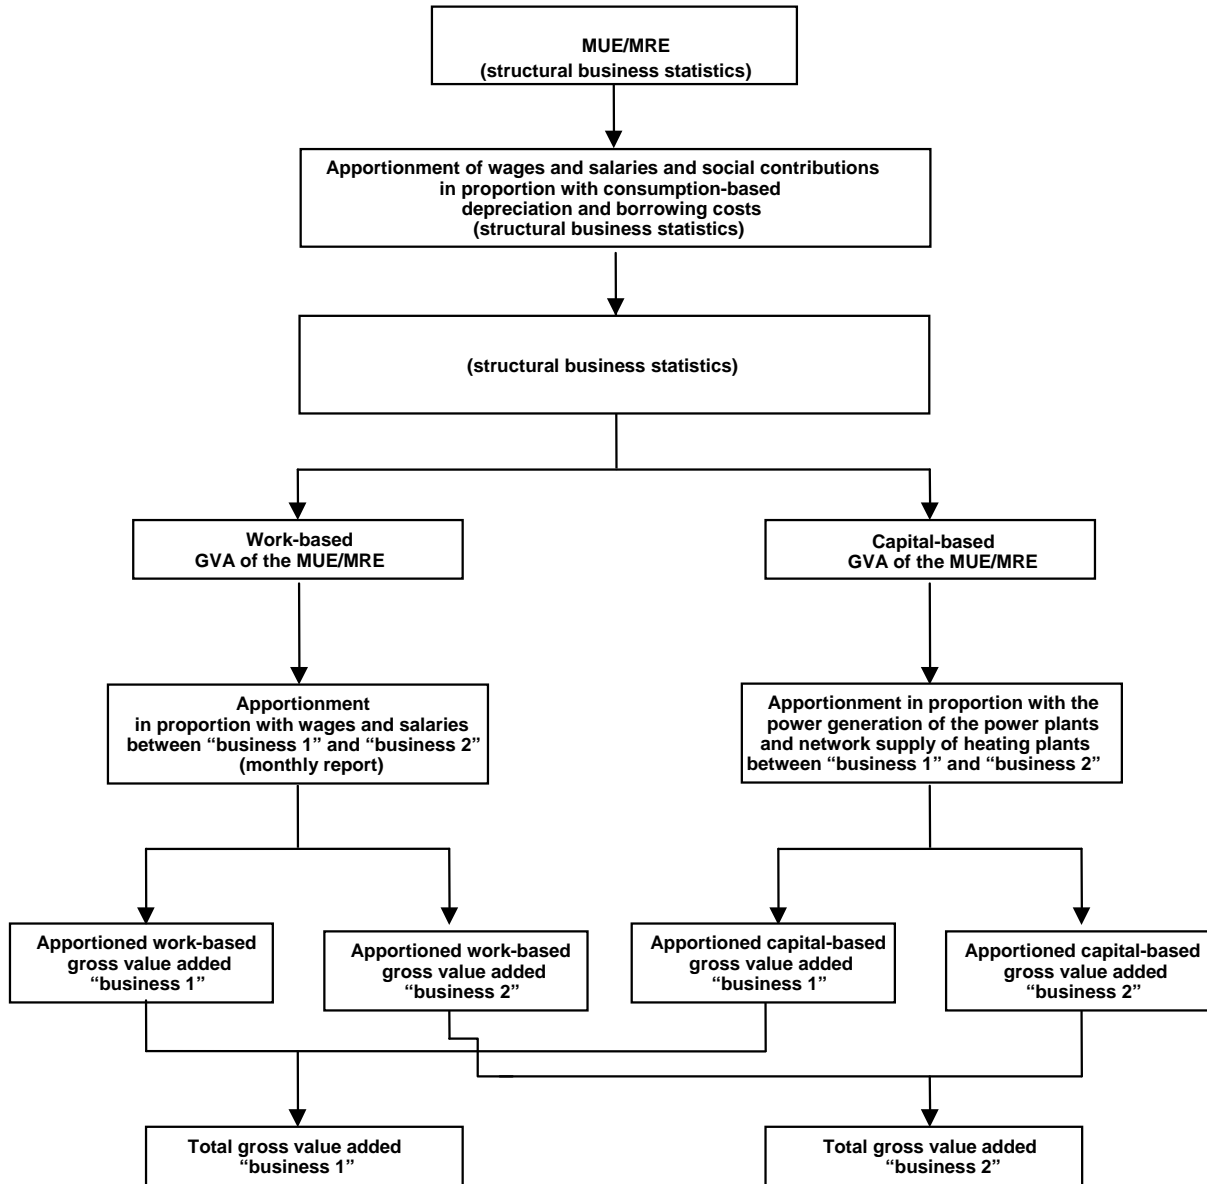 MUE/MRE
(structural business statistics)
Apportionment of wages and salaries and social contributions
in proportion with consumption-based
depreciation and borrowing costs
(structural business statistics)
(structural business statistics)
Work-based
GVA of the MUE/MRE
Capital-based
GVA of the MUE/MRE
Apportionment
in proportion with wages and salaries
between “business 1” and “business 2”
(monthly report)
Apportionment in proportion with the
power generation of the power plants
and network supply of heating plants
between “business 1” and “business 2”
Apportioned work-based
gross value added
“business 1”
Apportioned work-based
gross value added
“business 2”
Apportioned capital-based
gross value added
“business 1”
Apportioned capital-based
gross value added
“business 2”
Total gross value added
“business 1”
Total gross value added
“business 2”